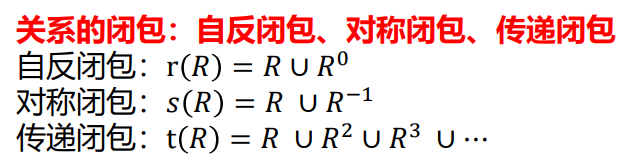 关系的闭包：自反闭包、对称闭包、传递闭包
自反闭包：r(𝑅) = 𝑅 ∪ 𝑅⁰
对称闭包：𝑠(𝑅) = 𝑅 ∪ 𝑅⁻¹
传递闭包：t(𝑅) = 𝑅 ∪ 𝑅² ∪ 𝑅³ ∪ ⋯